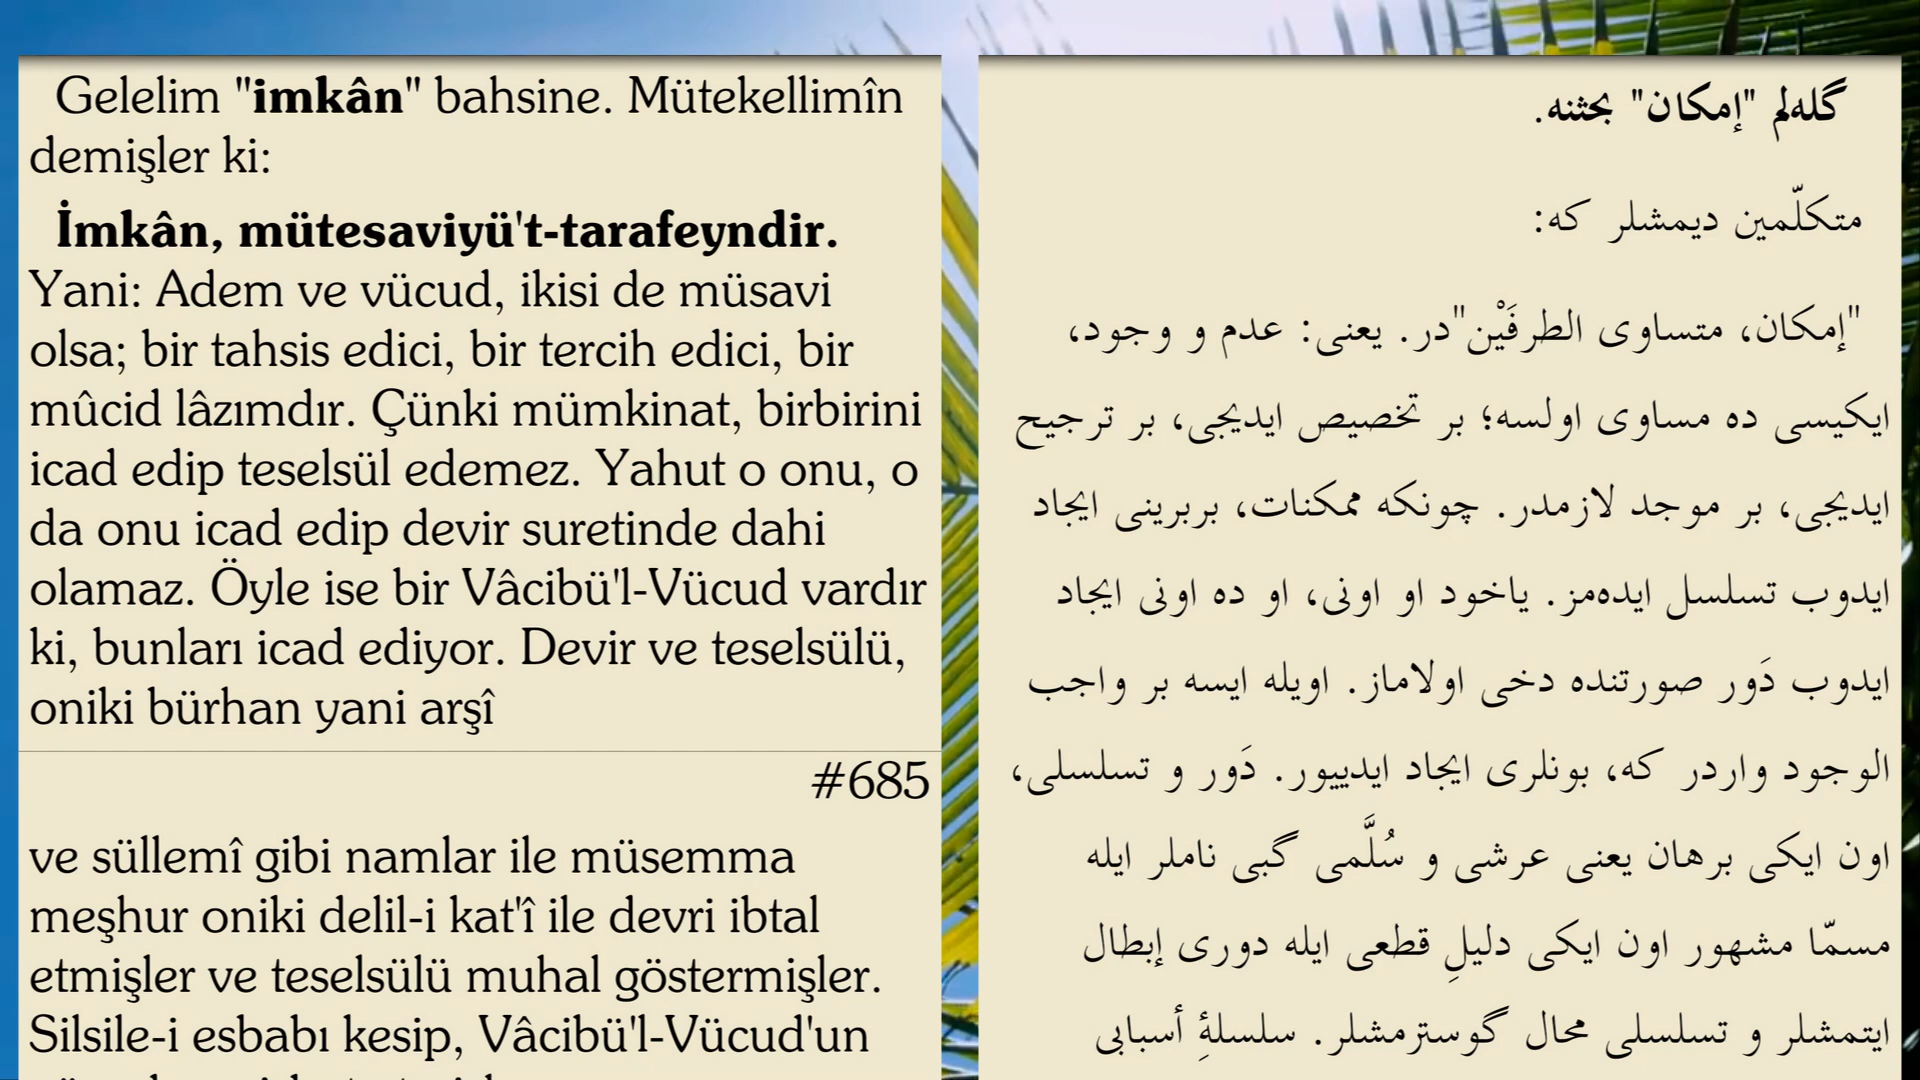 Gelelim "imkân" bahsine. Mütekellimîn
demişler ki:
İmkân, mütesaviyü't-tarafeyndir.
Yani: Adem ve vücud, ikisi de müsavi
olsa; bir tahsis edici, bir tercih edici, bir
mûcid lâzımdır. Çünki mümkinat, birbirini
icad edip teselsül edemez. Yahut o onu, o
da onu icad edip devir suretinde dahi
olamaz. Öyle ise bir Vâcibü'l-Vücud vardır
ki, bunları icad ediyor. Devir ve teselsülü,
oniki bürhan yani arşî
#685
ve süllemî gibi namlar ile müsemma
meşhur oniki delil-i kat'î ile devri ibtal
etmişler ve teselsülü muhal göstermişler.
Silsile-i esbabı kesip, Vâcibü'l-Vücud'un
گله‌لم "إمكان" بحثنه.
متكلّمين ديمشلر كه:
"إمكان، متساوى الطرفَيْن"در. يعنى: عدم و وجود،
ايكيسى ده مساوى اولسه؛ بر تخصيص ايديجى، بر ترجيح
ايديجى، بر موجد لازمدر. چونكه ممكنات، بربرينى ايجاد
ايدوب تسلسل ايده‌مز. ياخود او اونى، او ده اونى ايجاد
ايدوب دَور صورتنده دخى اولاماز. اويله ايسه بر واجب
الوجود واردر كه، بونلرى ايجاد ايدييور. دَور و تسلسلى،
اون ايكى برهان يعنى عرشى و سُلَّمى گبى ناملر ايله
مسمّا مشهور اون ايكى دليلِ قطعى ايله دورى إبطال
ايتمشلر و تسلسلى محال گوسترمشلر. سلسلهٔ أسبابى